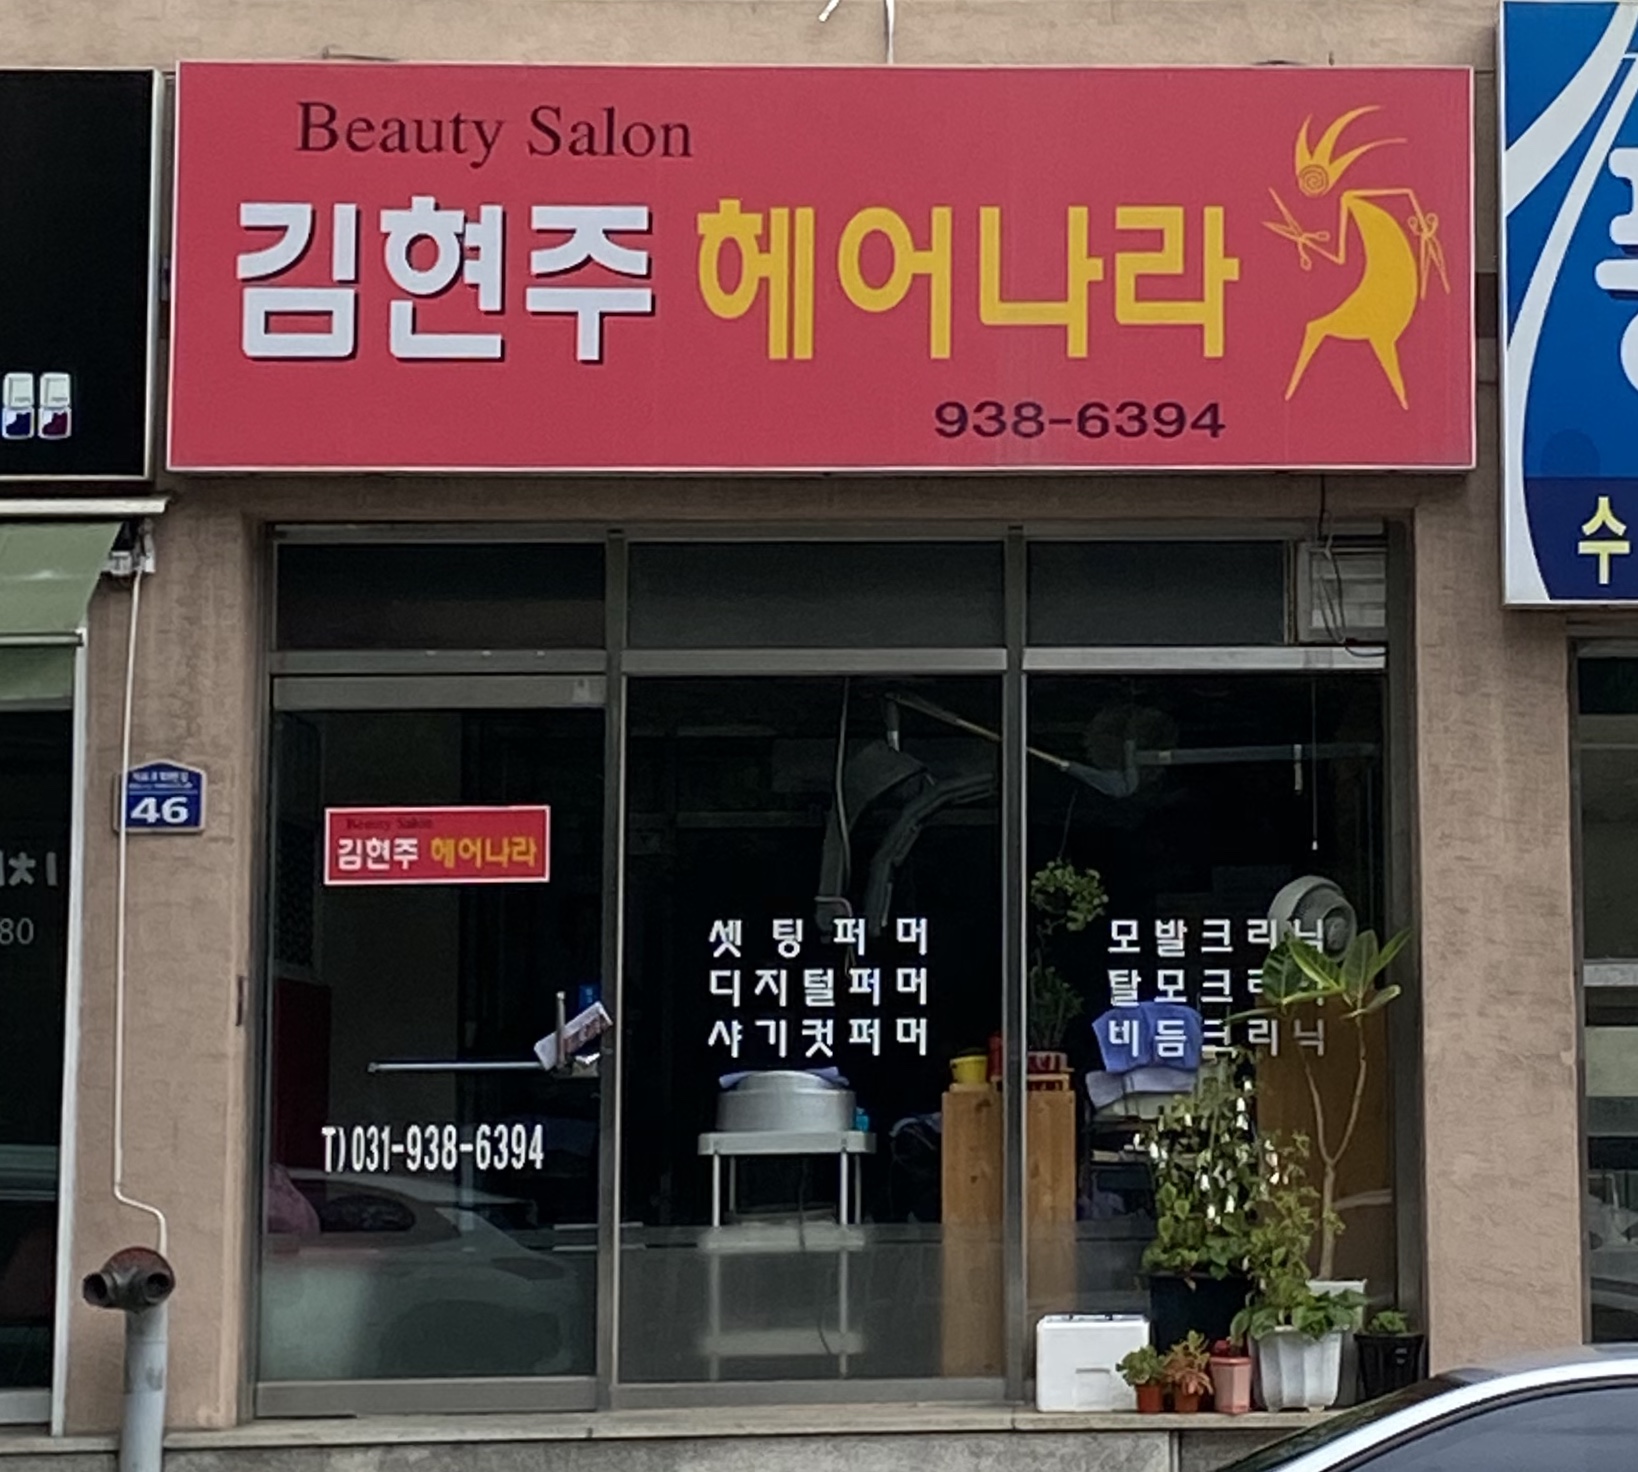 Beauty Salon
김현주 헤어나라
938-6394
수
46
Beauty Salon
김현주 헤어나라
셋팅퍼머
디지털퍼머
샤기컷퍼머
모발크리닉
탈모크리
비듬크리닉
T)031-938-6394
80